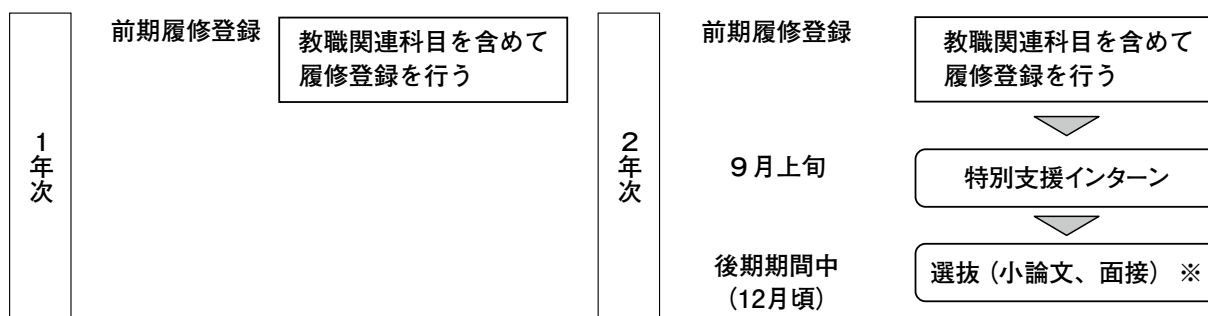 1年次
前期履修登録
教職関連科目を含めて
履修登録を行う
2年次
前期履修登録
教職関連科目を含めて
履修登録を行う
9月上旬
特別支援インターン
後期期間中
(12月頃)
選抜(小論文、面接) ※